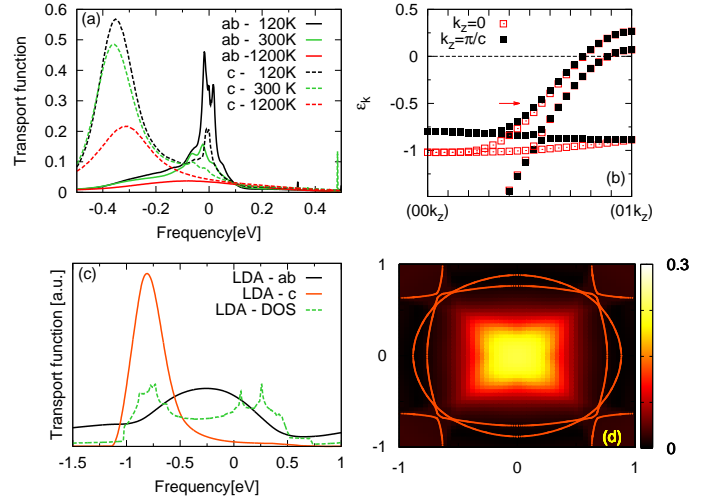 (a)
ab - 120K
ab - 300K
ab -1200K
c - 120K
c - 300 K
c - 1200K
Transport function
0.6
0.5
0.4
0.3
0.2
0.1
0
-0.4 -0.2 0 0.2 0.4
Frequency[eV]
k_z=0
k_z=π/c
ε_k
0.5
0
-0.5
-1
(b)
(00k_z) (01k_z)
(c)
LDA - ab
LDA - c
LDA - DOS
Transport function [a.u.]
-1.5 -1 -0.5 0 0.5 1
Frequency[eV]
1
0
-1
-1 0 1
(d)
0.3
0